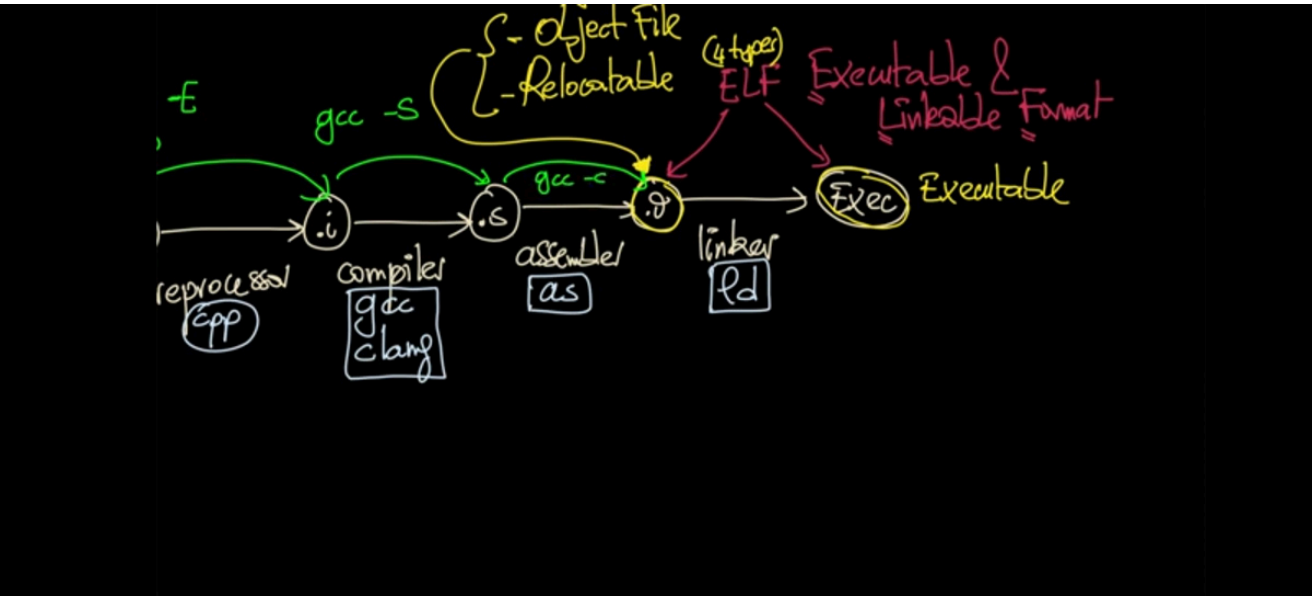 - Object File
- Relocatable
(4 types)
ELF
Executable &
Linkable Format
-E
gcc -S
gcc -c
.i
.s
.o
Exec
Executable
reprocessor
cpp
compiler
gcc
clang
assembler
as
linker
ld